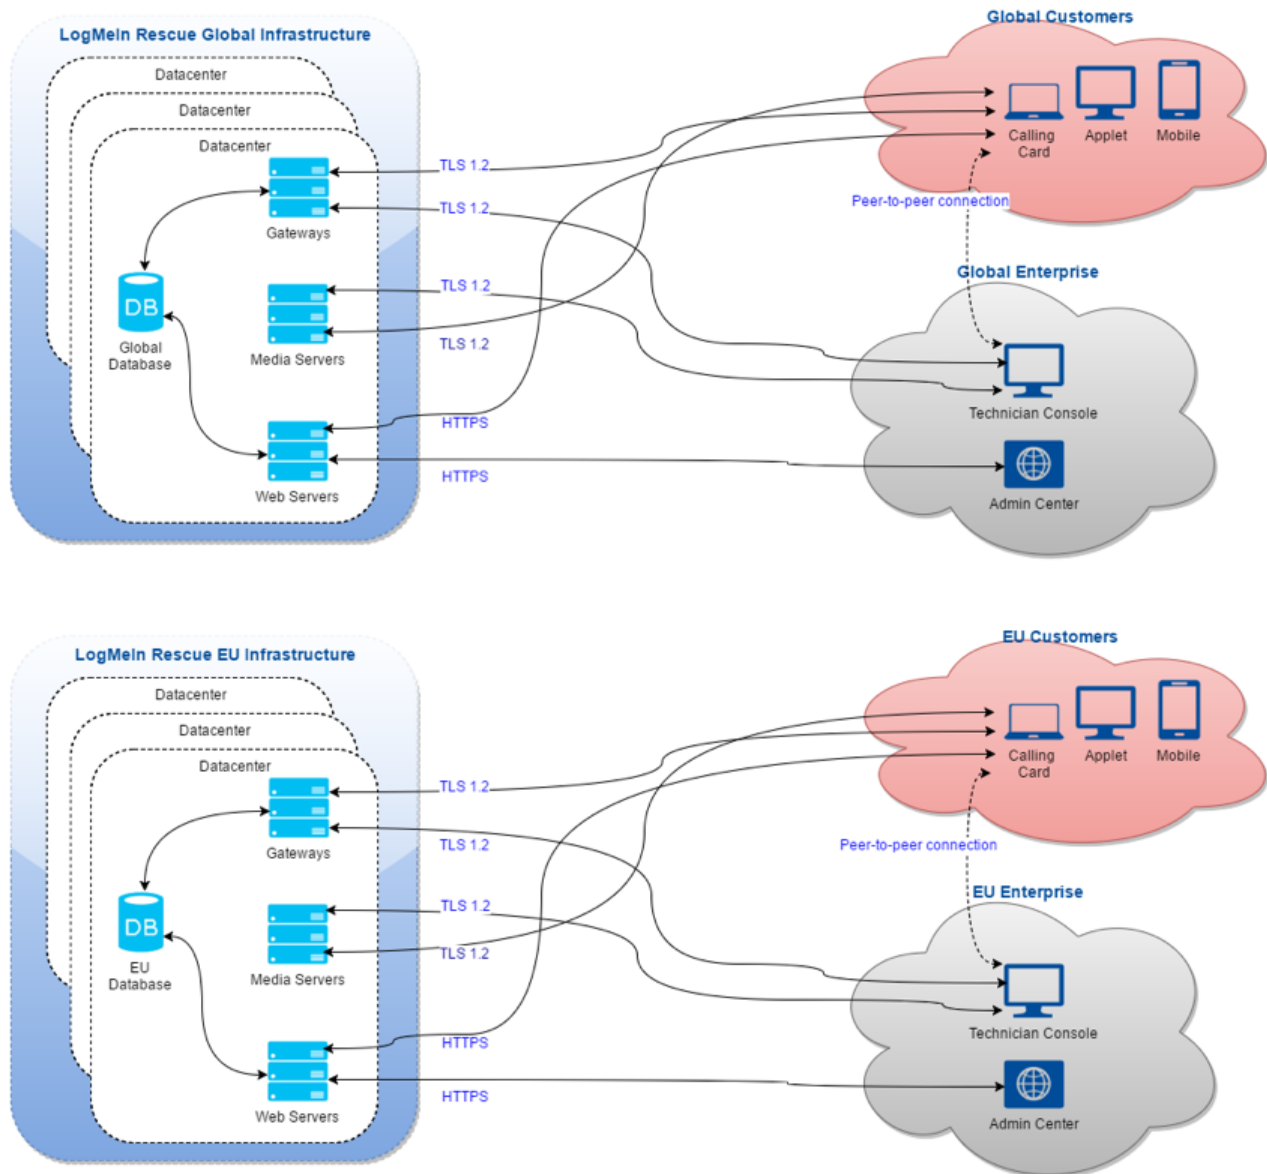 Global Customers
LogMeIn Rescue Global Infrastructure
Datacenter
Datacenter
Datacenter
Calling
Card
Applet
Mobile
TLS 1.2
Peer-to-peer connection
TLS 1.2
Gateways
Global Enterprise
TLS 1.2
DB
Global
Database
TLS 1.2
Media Servers
Technician Console
HTTPS
HTTPS
Web Servers
Admin Center
EU Customers
LogMeIn Rescue EU Infrastructure
Datacenter
Datacenter
Datacenter
Calling
Card
Applet
Mobile
TLS 1.2
TLS 1.2
Peer-to-peer connection
Gateways
EU Enterprise
TLS 1.2
DB
TLS 1.2
EU
Database
Media Servers
Technician Console
HTTPS
HTTPS
Web Servers
Admin Center